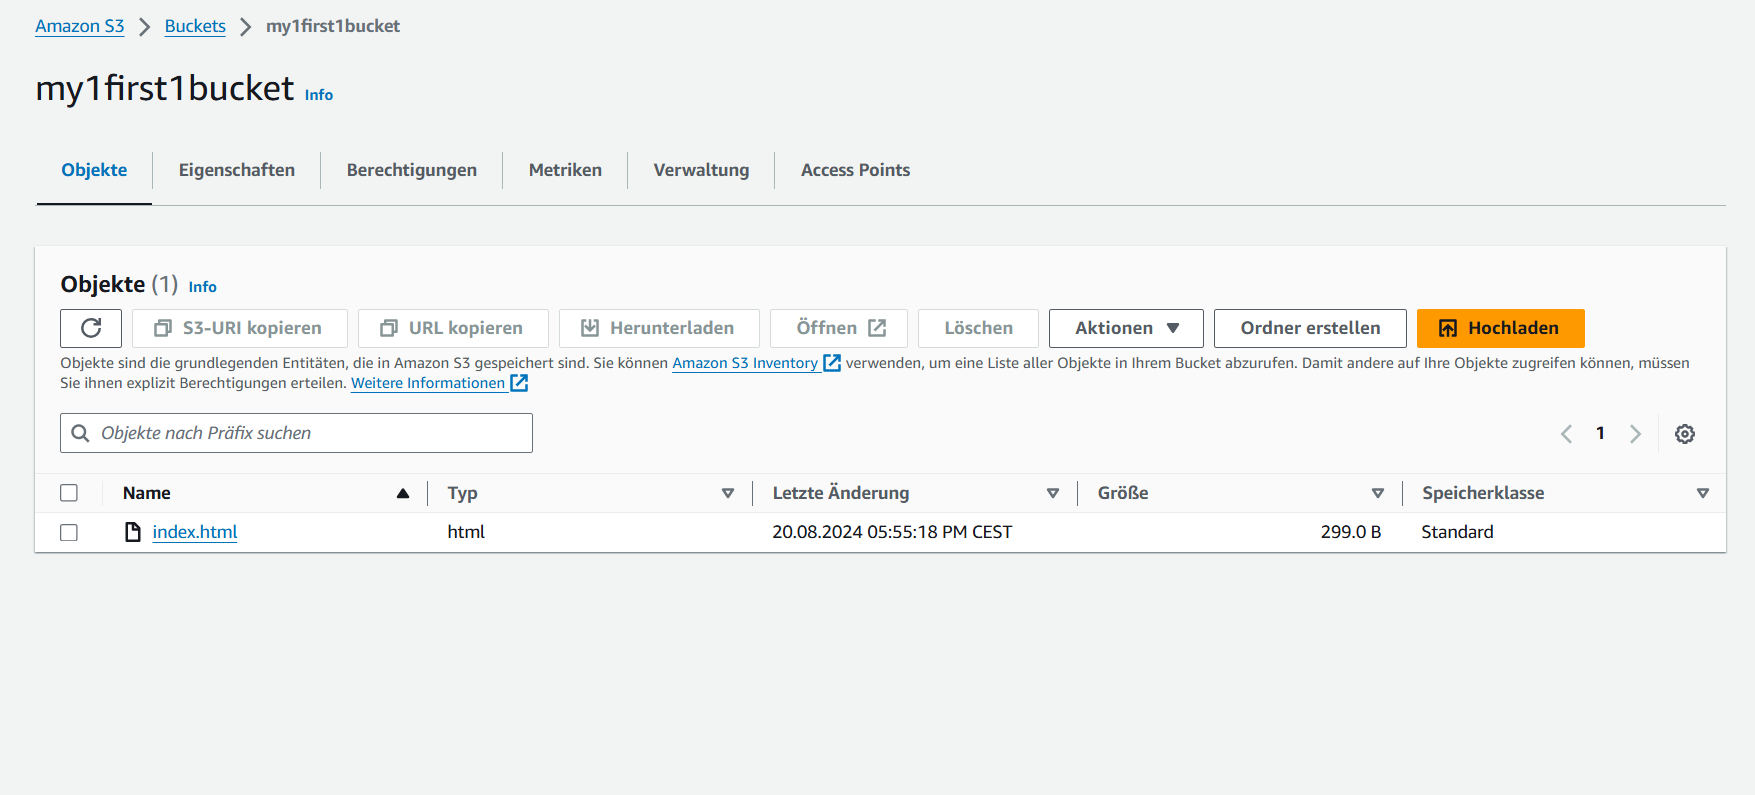 Amazon S3 Buckets my1first1bucket
my1first1bucket Info
Objekte Eigenschaften Berechtigungen Metriken Verwaltung Access Points
Objekte (1) Info
S3-URI kopieren URL kopieren Herunterladen Öffnen Löschen Aktionen Ordner erstellen Hochladen
Objekte sind die grundlegenden Entitäten, die in Amazon S3 gespeichert sind. Sie können Amazon S3 Inventory verwenden, um eine Liste aller Objekte in Ihrem Bucket abzurufen. Damit andere auf Ihre Objekte zugreifen können, müssen
Sie ihnen explizit Berechtigungen erteilen. Weitere Informationen
Objekte nach Präfix suchen 1
Name Typ Letzte Änderung Größe Speicherklasse
index.html html 20.08.2024 05:55:18 PM CEST 299.0 B Standard